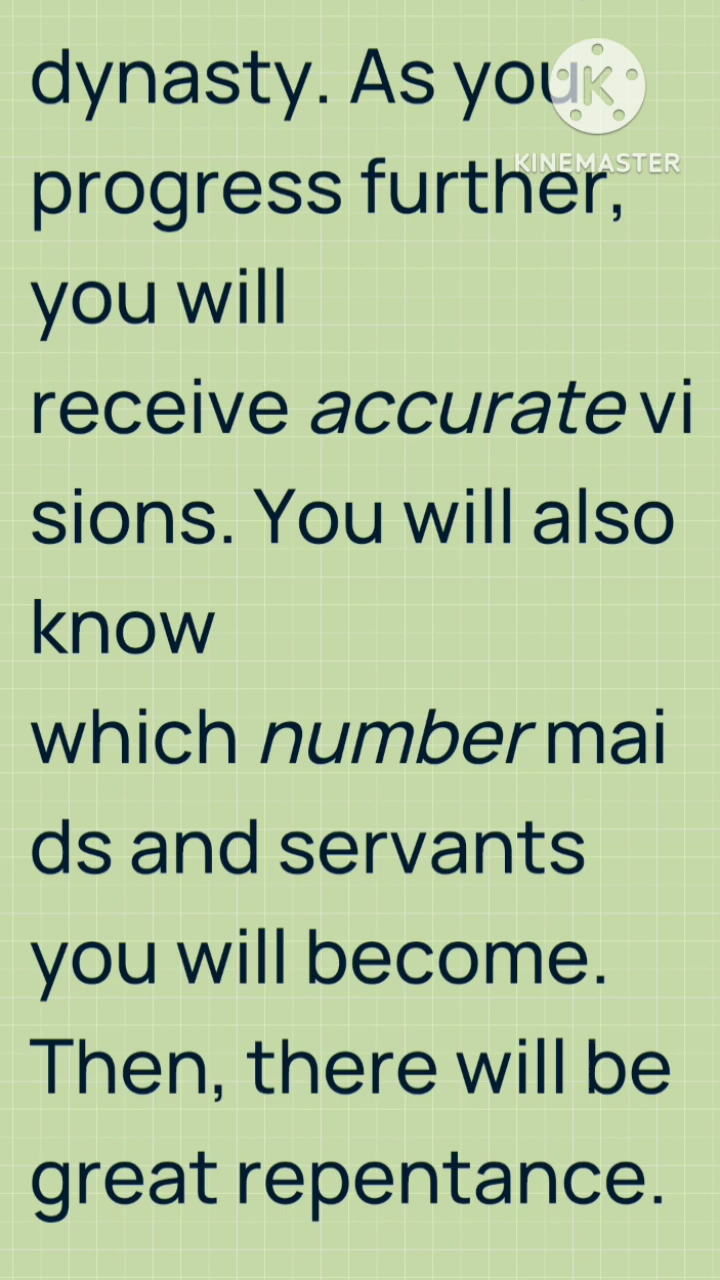 dynasty. As you
progress further,
you will
receive accurate vi
sions. You will also
know
which number mai
ds and servants
you will become.
Then, there will be
great repentance.
KINEMASTER